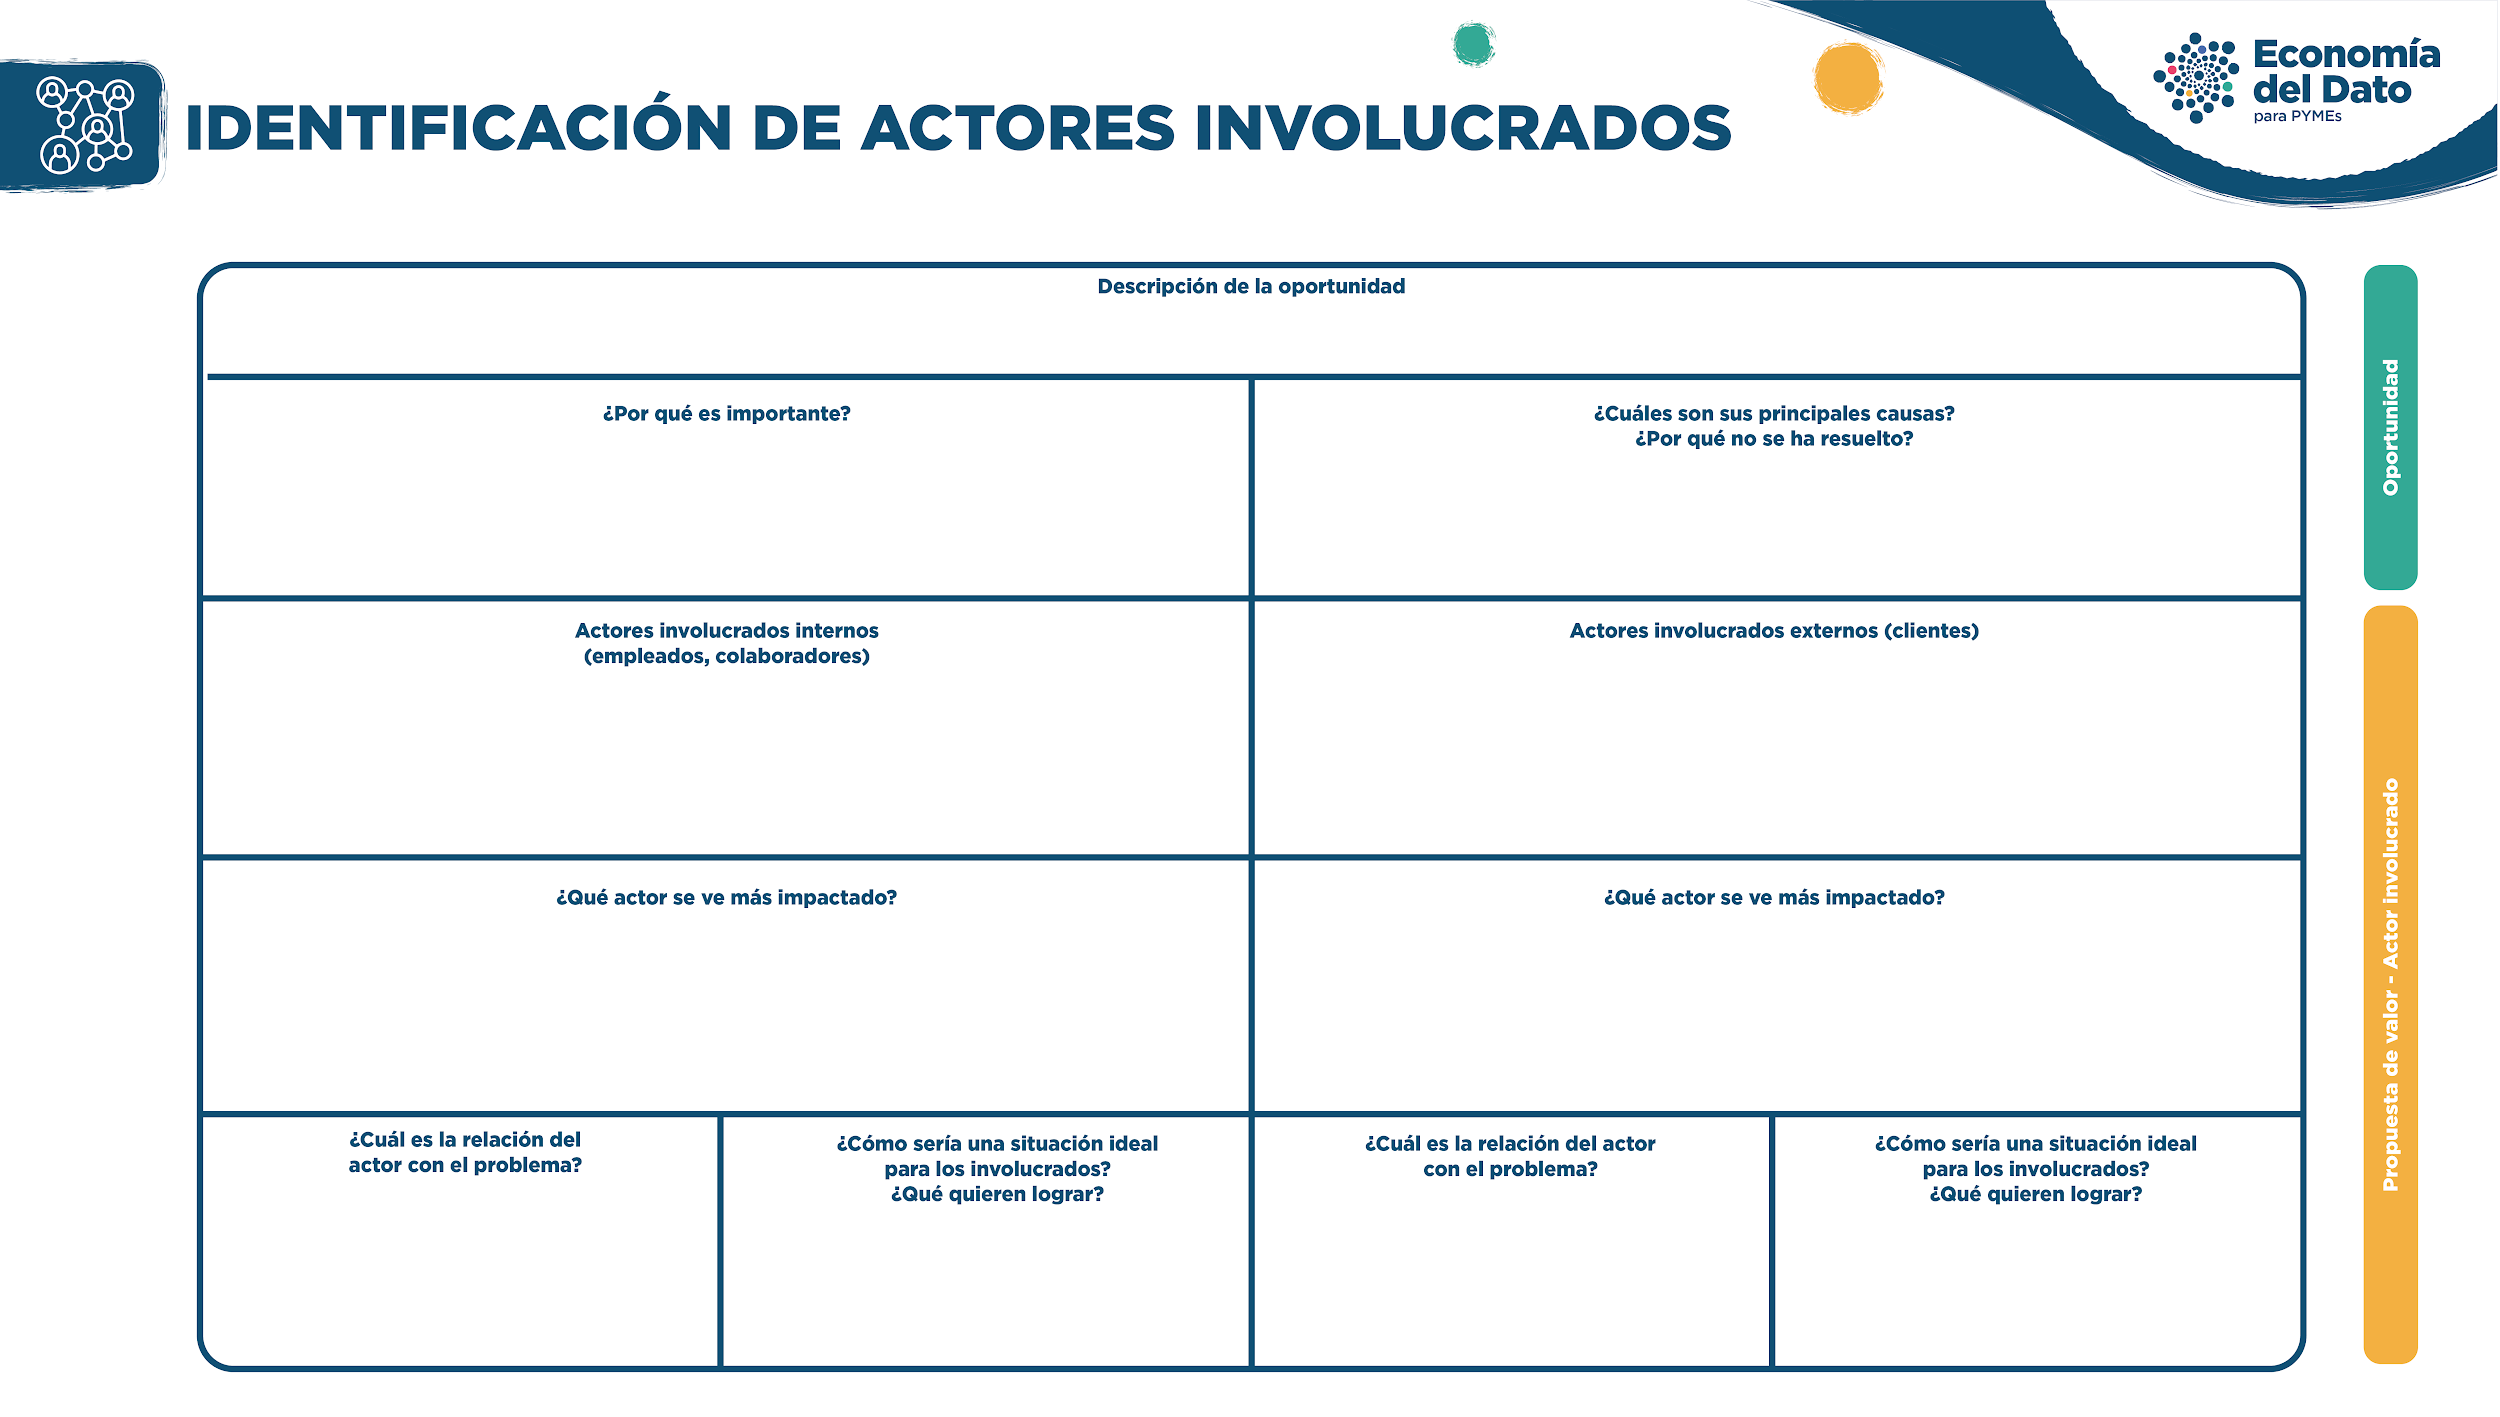 IDENTIFICACIÓN DE ACTORES INVOLUCRADOS
Economía
del Dato
para PYMEs
Descripción de la oportunidad
¿Por qué es importante?
¿Cuáles son sus principales causas?
¿Por qué no se ha resuelto?
Oportunidad
Actores involucrados internos
(empleados, colaboradores)
Actores involucrados externos (clientes)
¿Qué actor se ve más impactado?
¿Qué actor se ve más impactado?
¿Cuál es la relación del
actor con el problema?
¿Cómo sería una situación ideal
para los involucrados?
¿Qué quieren lograr?
¿Cuál es la relación del actor
con el problema?
¿Cómo sería una situación ideal
para los involucrados?
¿Qué quieren lograr?
Propuesta de valor - Actor involucrado